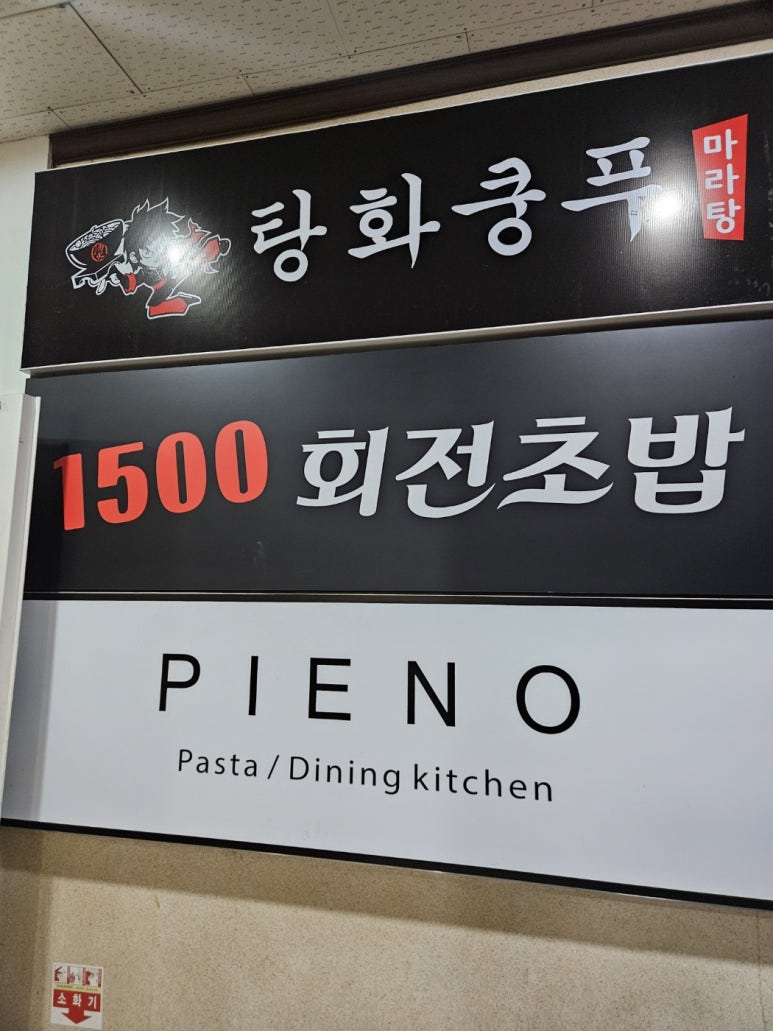 탕화쿵푸
마라탕
1500 회전초밥
PIENO
Pasta / Dining kitchen
소화기